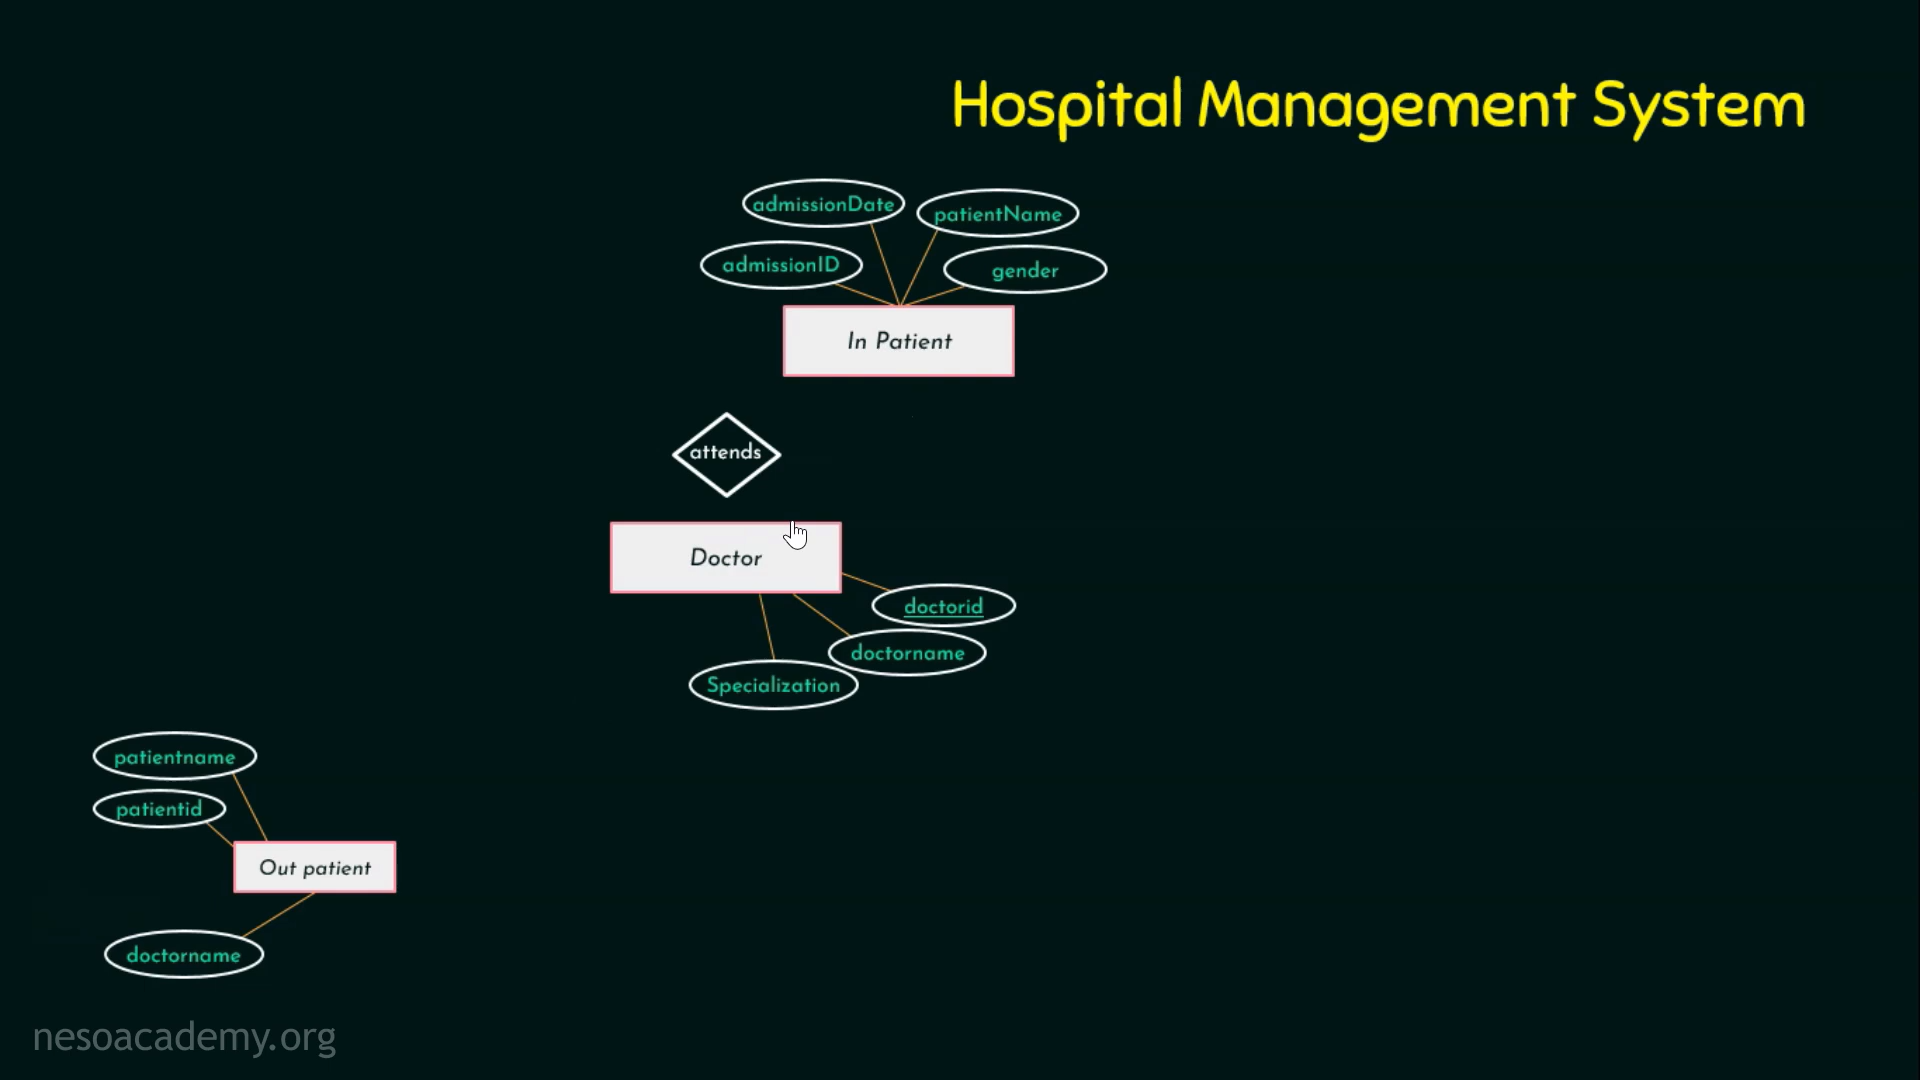 Hospital Management System
admissionDate
patientName
admissionID
gender
In Patient
attends
Doctor
doctorid
doctorname
Specialization
patientname
patientid
Out patient
doctorname
nesoacademy.org